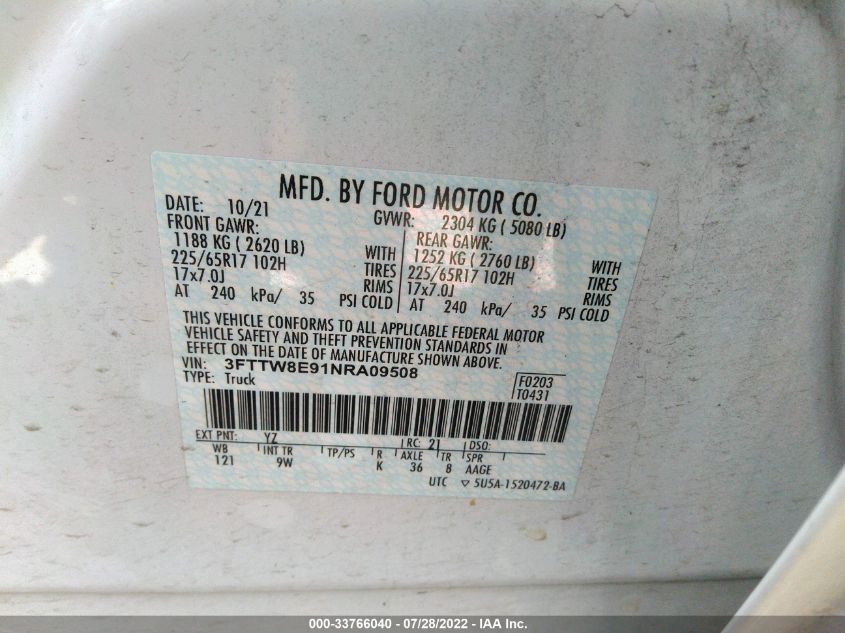 MFD. BY FORD MOTOR CO.
DATE: 10/21 GVWR: 2304 KG ( 5080 LB)
FRONT GAWR: REAR GAWR:
1188 KG ( 2620 LB) WITH 1252 KG ( 2760 LB) WITH
225/65R17 102H TIRES 225/65R17 102H TIRES
17x7.0J RIMS 17x7.0J RIMS
AT 240 kPa/ 35 PSI COLD AT 240 kPa/ 35 PSI COLD
THIS VEHICLE CONFORMS TO ALL APPLICABLE FEDERAL MOTOR
VEHICLE SAFETY AND THEFT PREVENTION STANDARDS IN
EFFECT ON THE DATE OF MANUFACTURE SHOWN ABOVE.
VIN: 3FTTW8E91NRA09508
TYPE: Truck F0203
T0431
EXT PNT: YZ RC: 21 DSO:
WB INT TR TP/PS R AXLE TR SPR
121 9W K 36 8 AAGE
UTC ▽ 5U5A-1520472-BA
000-33766040 - 07/28/2022 - IAA Inc.